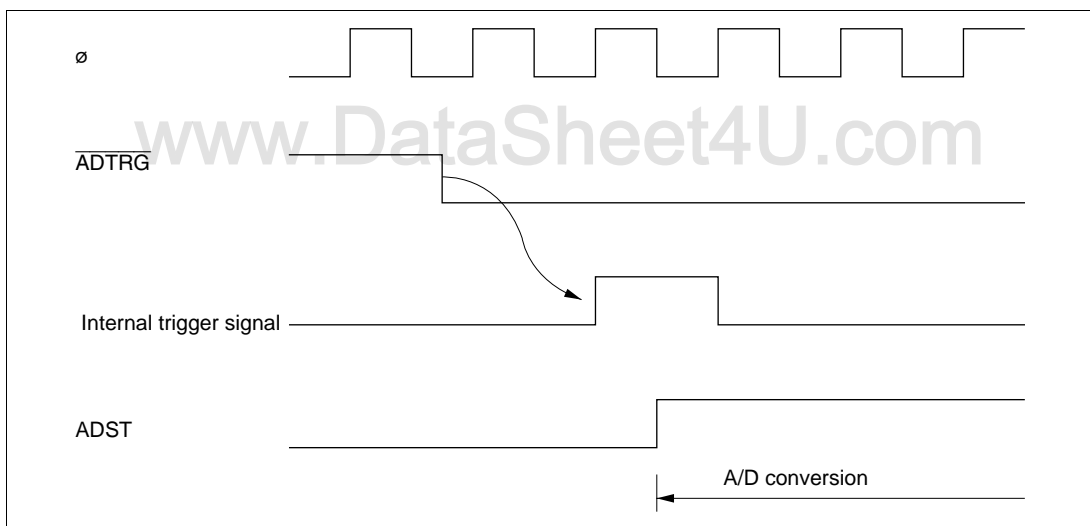 ø
www.DataSheet4U.com
ADTRG
Internal trigger signal
ADST
A/D conversion